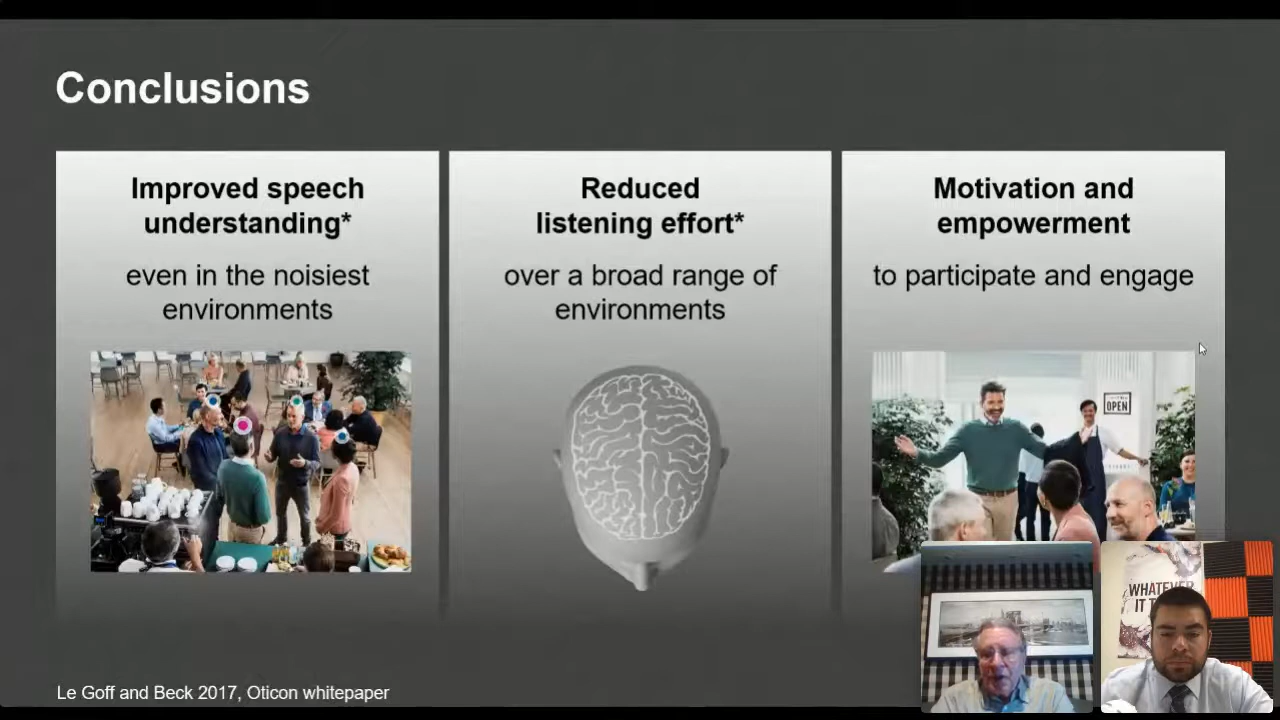 Conclusions
Improved speech
understanding*
even in the noisiest
environments
Reduced
listening effort*
over a broad range of
environments
Motivation and
empowerment
to participate and engage
OPEN
WHATEVER
Le Goff and Beck 2017, Oticon whitepaper